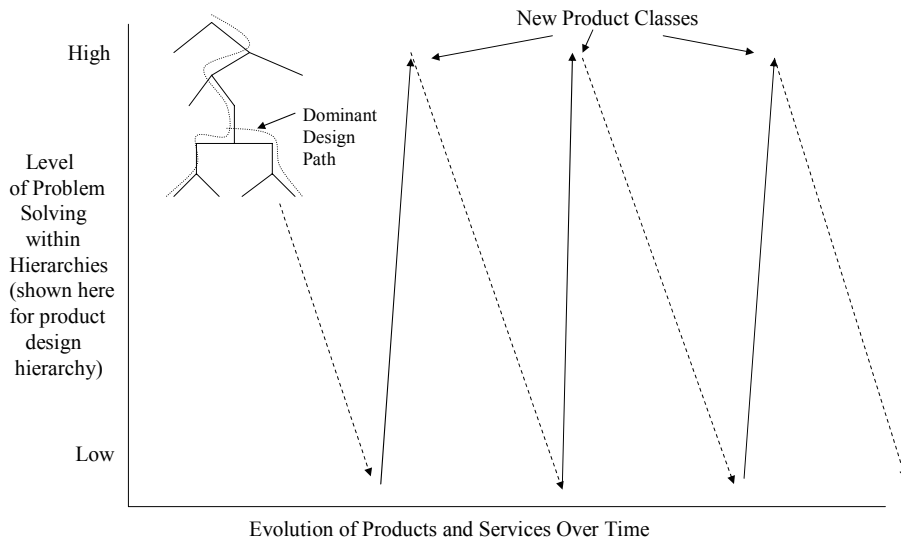 New Product Classes
High
Dominant
Design
Path
Level
of Problem
Solving
within
Hierarchies
(shown here
for product
design
hierarchy)
Low
Evolution of Products and Services Over Time